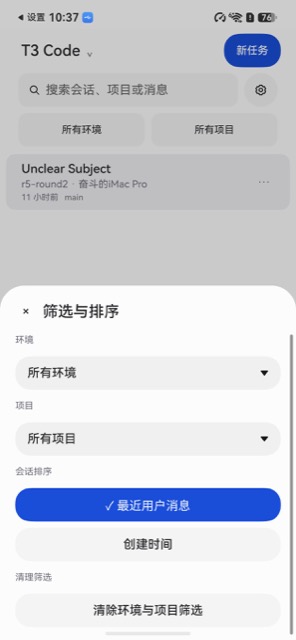 设置 10:37
76
T3 Code
新任务
搜索会话、项目或消息
所有环境
所有项目
Unclear Subject
r5-round2 · 奋斗的iMac Pro
11 小时前 main
筛选与排序
环境
所有环境
项目
所有项目
会话排序
✓ 最近用户消息
创建时间
清理筛选
清除环境与项目筛选